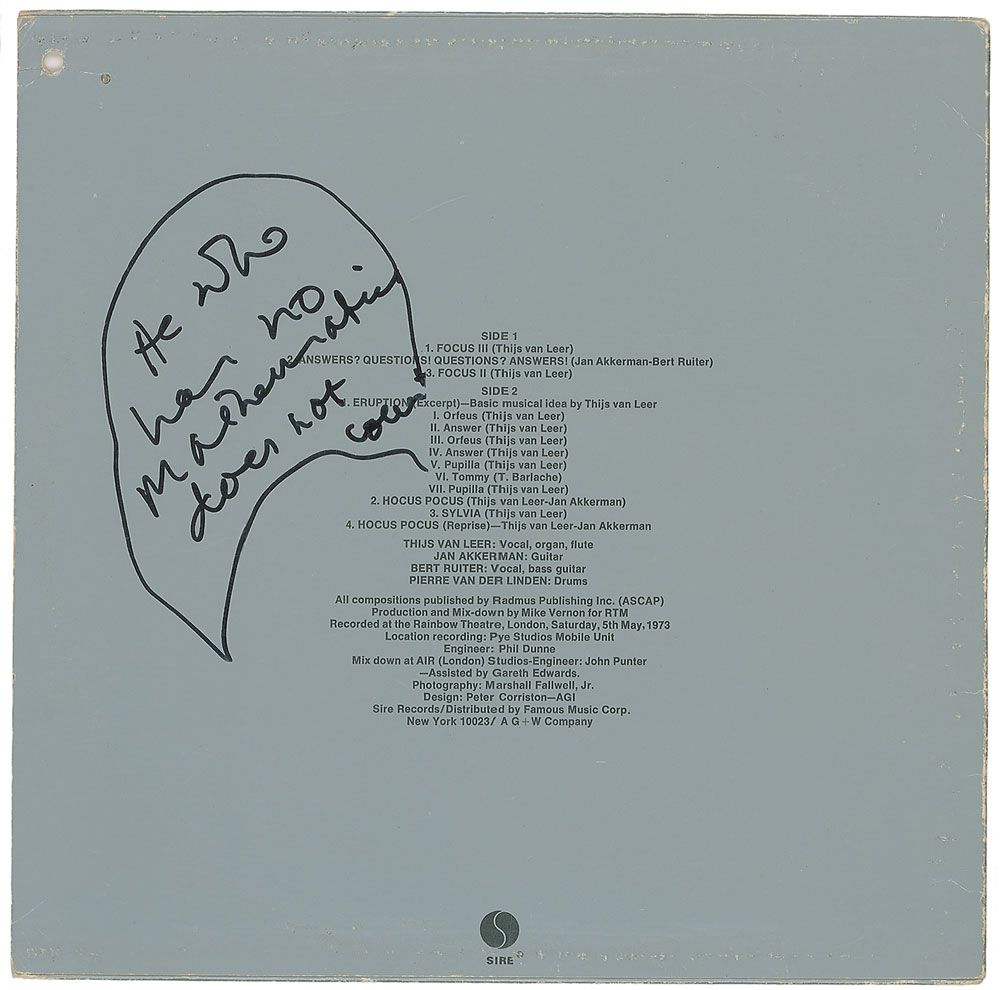 He who
has no
Mathematics
does not
count
SIDE 1
1. FOCUS III (Thijs van Leer)
2. ANSWERS? QUESTIONS! QUESTIONS? ANSWERS! (Jan Akkerman-Bert Ruiter)
3. FOCUS II (Thijs van Leer)
SIDE 2
1. ERUPTION (Excerpt)—Basic musical idea by Thijs van Leer
I. Orfeus (Thijs van Leer)
II. Answer (Thijs van Leer)
III. Orfeus (Thijs van Leer)
IV. Answer (Thijs van Leer)
V. Pupilla (Thijs van Leer)
VI. Tommy (T. Barlache)
VII. Pupilla (Thijs van Leer)
2. HOCUS POCUS (Thijs van Leer-Jan Akkerman)
3. SYLVIA (Thijs van Leer)
4. HOCUS POCUS (Reprise)—Thijs van Leer-Jan Akkerman
THIJS VAN LEER: Vocal, organ, flute
JAN AKKERMAN: Guitar
BERT RUITER: Vocal, bass guitar
PIERRE VAN DER LINDEN: Drums
All compositions published by Radmus Publishing Inc. (ASCAP)
Production and Mix-down by Mike Vernon for RTM
Recorded at the Rainbow Theatre, London, Saturday, 5th May, 1973
Location recording: Pye Studios Mobile Unit
Engineer: Phil Dunne
Mix down at AIR (London) Studios-Engineer: John Punter
—Assisted by Gareth Edwards.
Photography: Marshall Fallwell, Jr.
Design: Peter Corriston—AGI
Sire Records/Distributed by Famous Music Corp.
New York 10023/ A G+W Company
SIRE